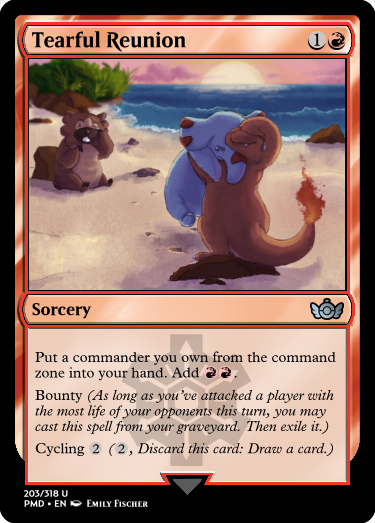 Tearful Reunion 1
Sorcery
Put a commander you own from the command
zone into your hand. Add
Bounty (As long as you've attacked a player with
the most life of your opponents this turn, you may
cast this spell from your graveyard. Then exile it.)
Cycling 2 (2, Discard this card: Draw a card.)
203/318 U
PMD • EN Emily Fischer